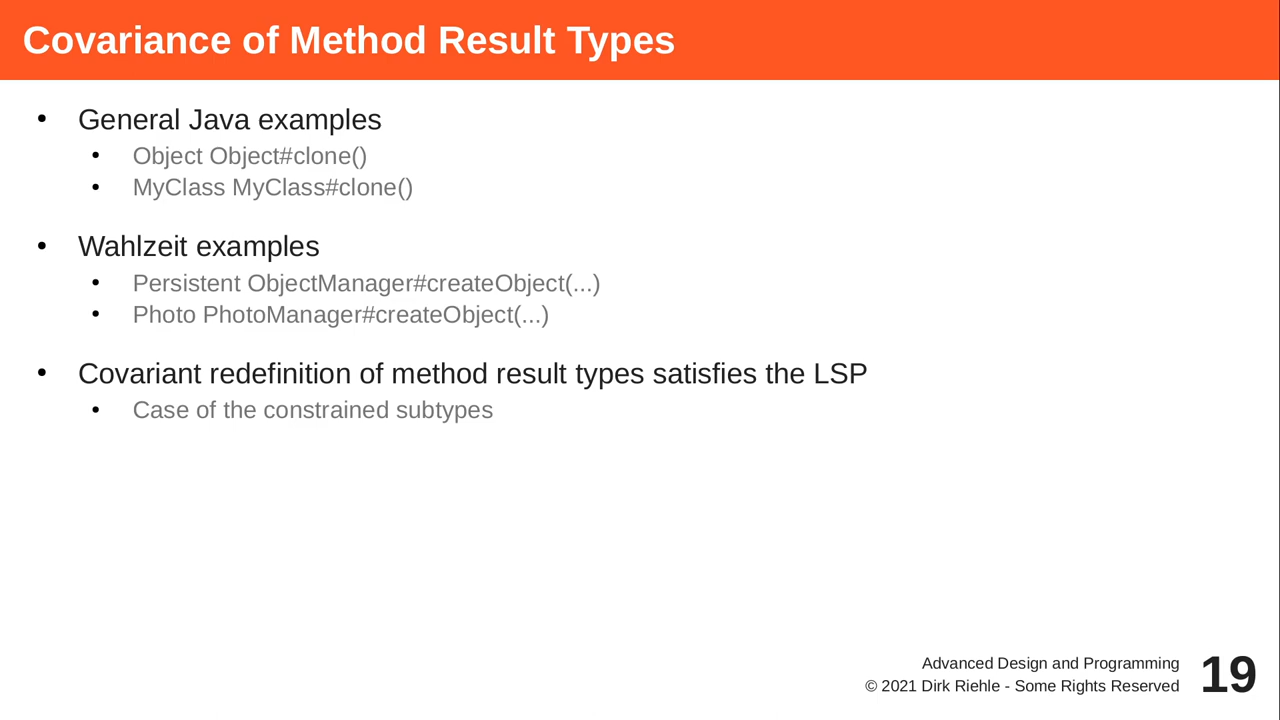 Covariance of Method Result Types
• General Java examples
• Object Object#clone()
• MyClass MyClass#clone()
• Wahlzeit examples
• Persistent ObjectManager#createObject(...)
• Photo PhotoManager#createObject(...)
• Covariant redefinition of method result types satisfies the LSP
• Case of the constrained subtypes
Advanced Design and Programming
© 2021 Dirk Riehle - Some Rights Reserved
19